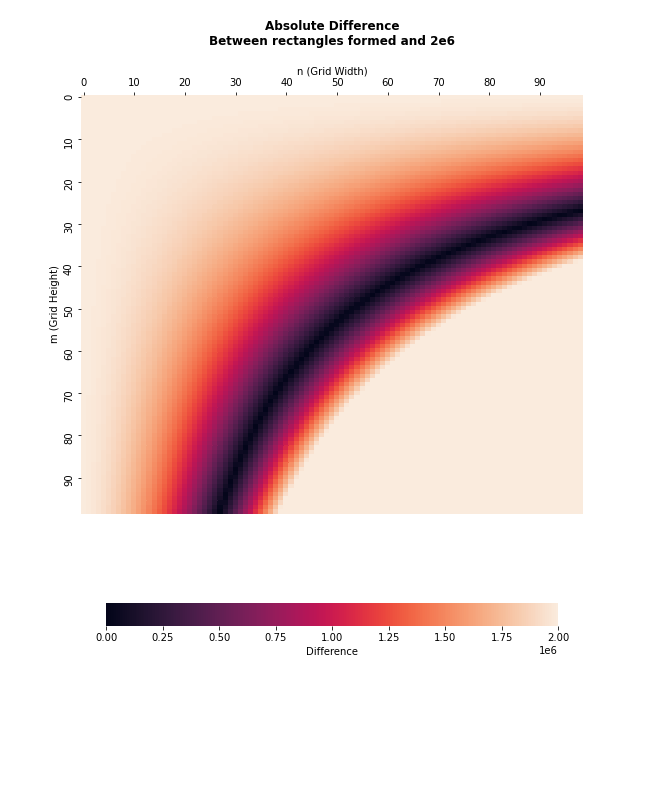 Absolute Difference
Between rectangles formed and 2e6
n (Grid Width)
0 10 20 30 40 50 60 70 80 90
m (Grid Height)
0
10
20
30
40
50
60
70
80
90
0.00 0.25 0.50 0.75 1.00 1.25 1.50 1.75 2.00
Difference
1e6